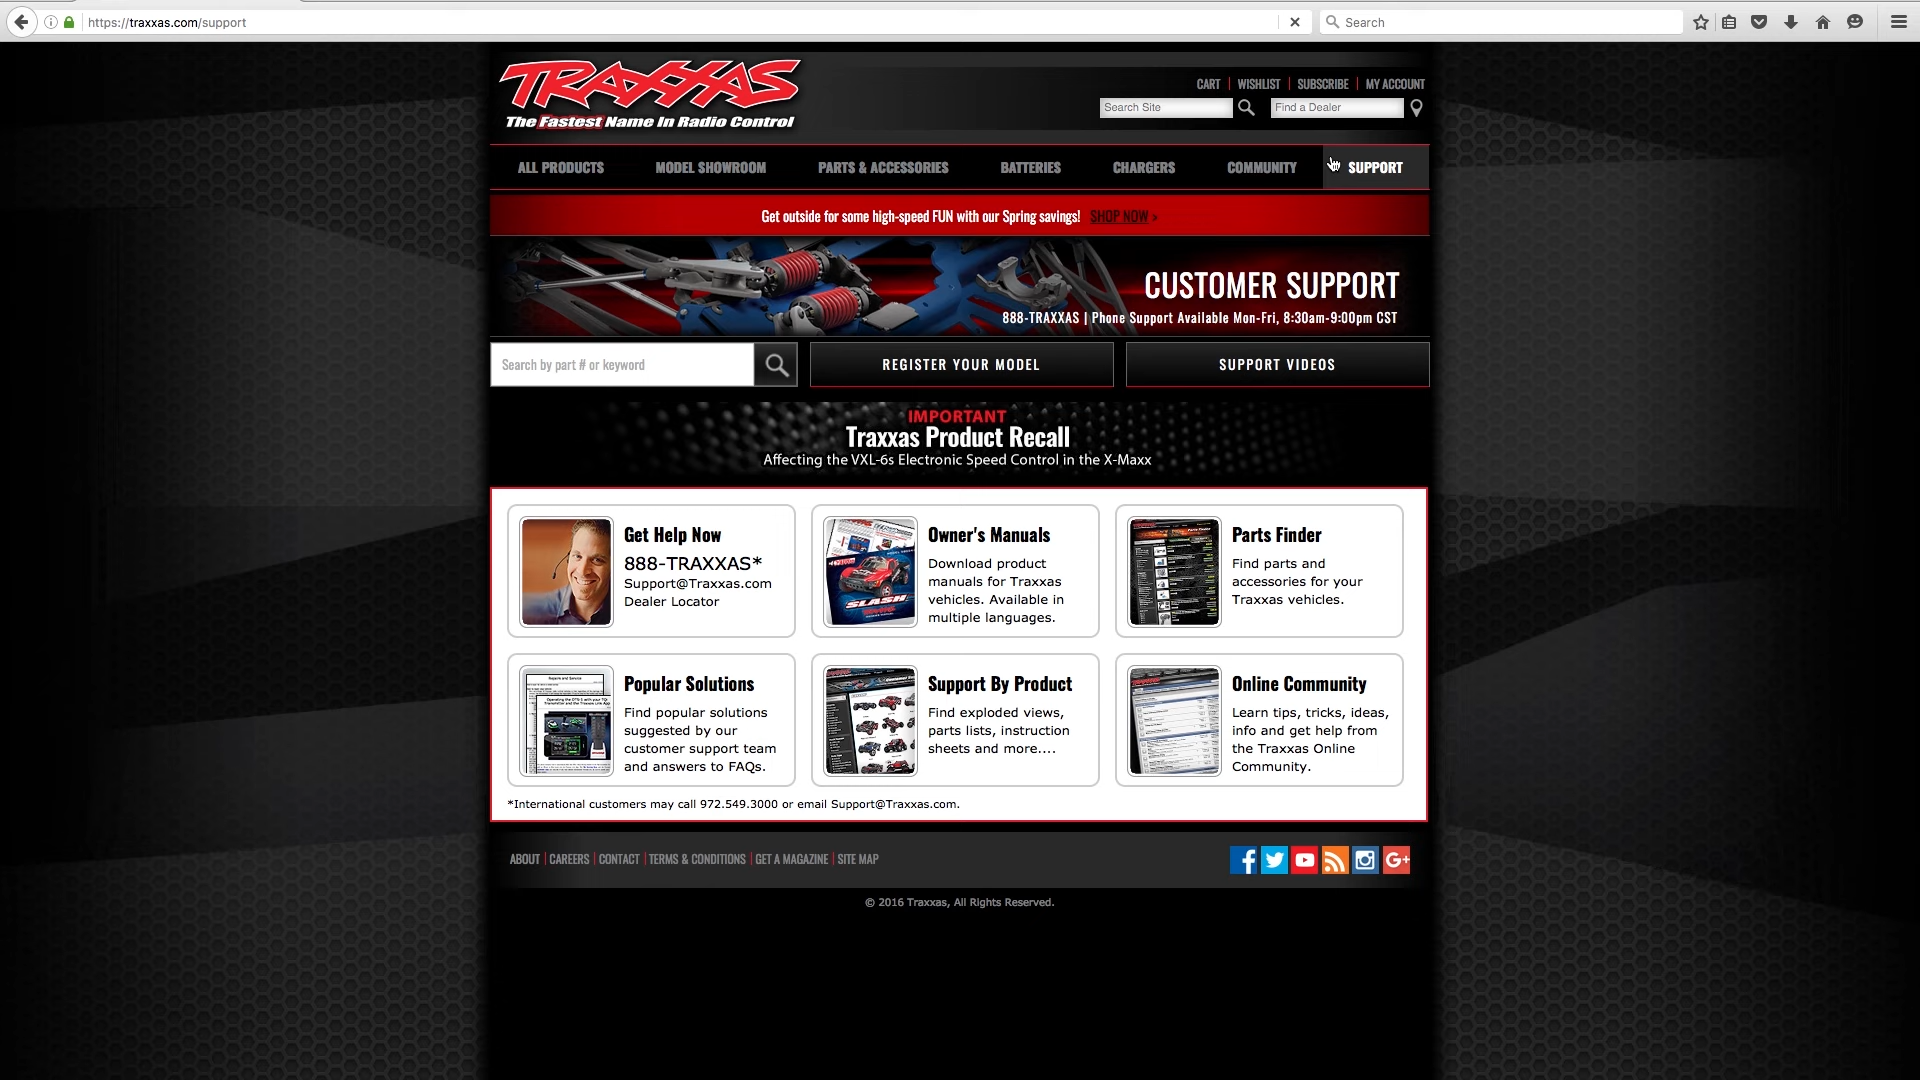 https://traxxas.com/support
Search
TRAXXAS
The Fastest Name In Radio Control
CART | WISHLIST | SUBSCRIBE | MY ACCOUNT
Search Site
Find a Dealer
ALL PRODUCTS
MODEL SHOWROOM
PARTS & ACCESSORIES
BATTERIES
CHARGERS
COMMUNITY
SUPPORT
Get outside for some high-speed FUN with our Spring savings! SHOP NOW >
CUSTOMER SUPPORT
888-TRAXXAS | Phone Support Available Mon-Fri, 8:30am-9:00pm CST
Search by part # or keyword
REGISTER YOUR MODEL
SUPPORT VIDEOS
IMPORTANT
Traxxas Product Recall
Affecting the VXL-6s Electronic Speed Control in the X-Maxx
Get Help Now
888-TRAXXAS*
Support@Traxxas.com
Dealer Locator
SLASH
Owner's Manuals
Download product
manuals for Traxxas
vehicles. Available in
multiple languages.
Parts Finder
Find parts and
accessories for your
Traxxas vehicles.
Popular Solutions
Find popular solutions
suggested by our
customer support team
and answers to FAQs.
Support By Product
Find exploded views,
parts lists, instruction
sheets and more....
Online Community
Learn tips, tricks, ideas,
info and get help from
the Traxxas Online
Community.
*International customers may call 972.549.3000 or email Support@Traxxas.com.
ABOUT | CAREERS | CONTACT | TERMS & CONDITIONS | GET A MAGAZINE | SITE MAP
© 2016 Traxxas, All Rights Reserved.